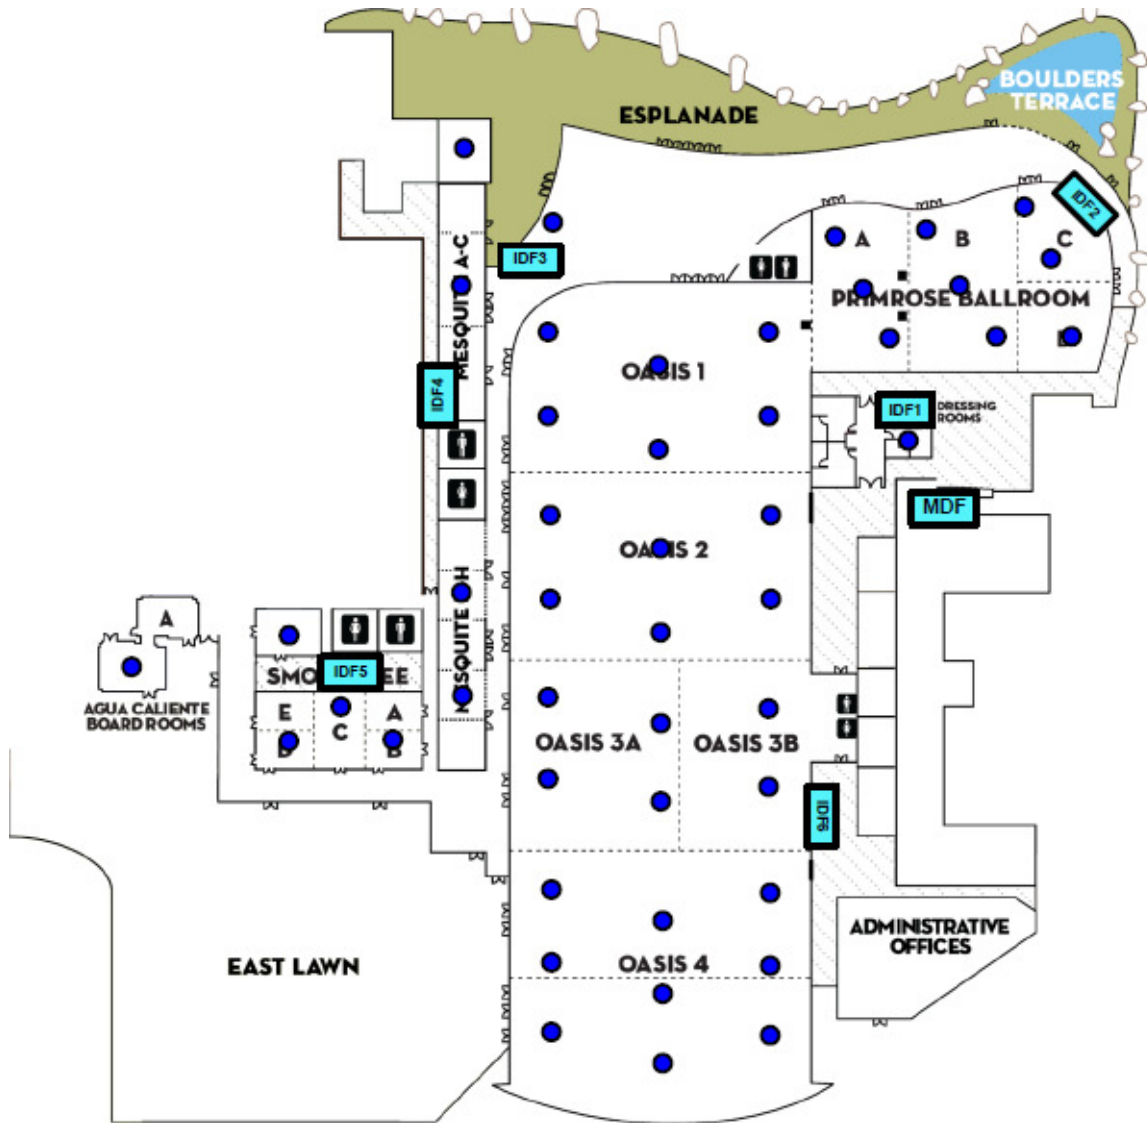 BOULDERS
TERRACE
ESPLANADE
IDF2
A
B
C
IDF3
MESQUITE A-C
PRIMROSE BALLROOM
OASIS 1
IDF4
IDF1
DRESSING
ROOMS
MDF
OASIS 2
MESQUITE
H
A
IDF5
AGUA CALIENTE
BOARD ROOMS
E
A
C
D
B
OASIS 3A
OASIS 3B
IDF6
ADMINISTRATIVE
OFFICES
EAST LAWN
OASIS 4